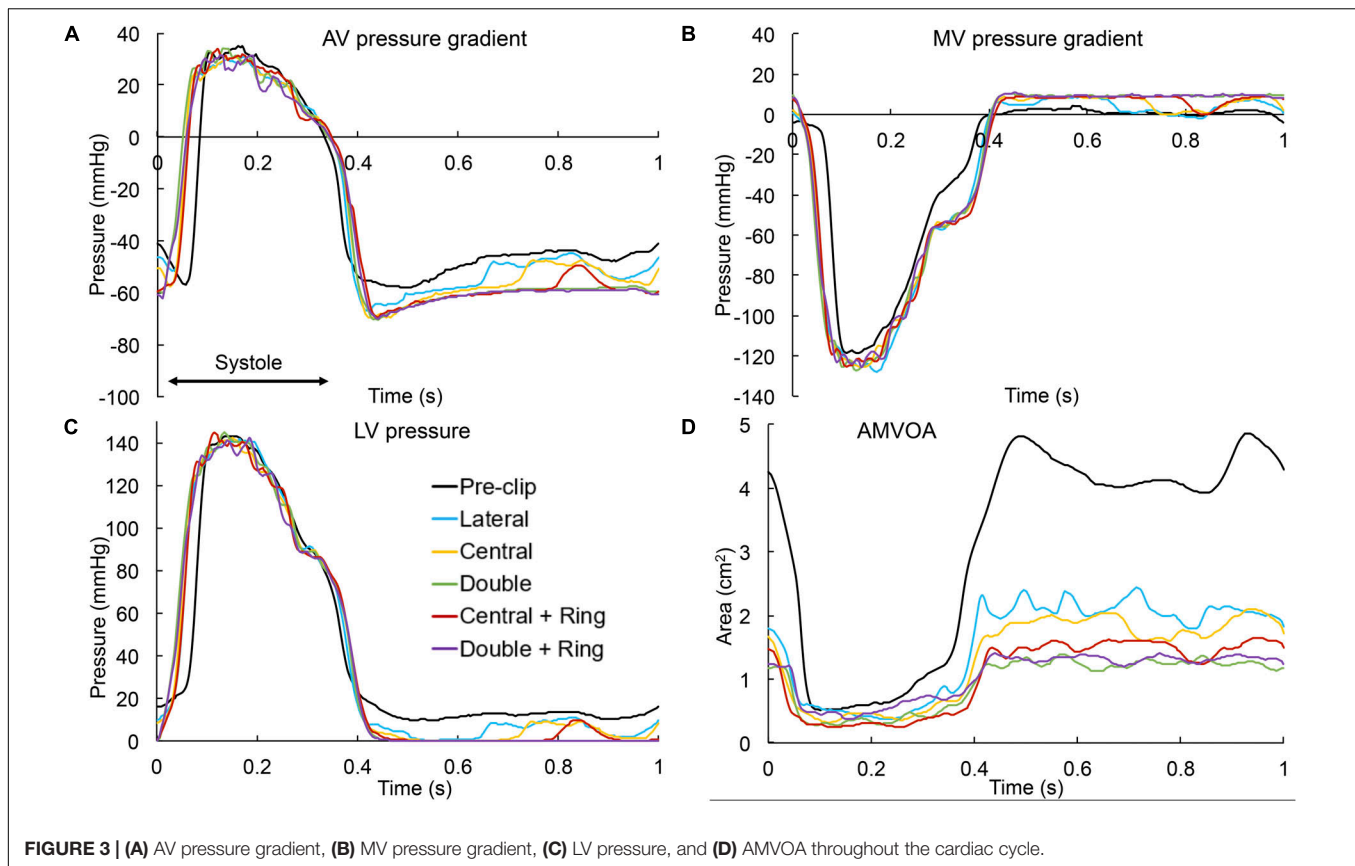 A AV pressure gradient
40
20
0
-20
-40
-60
-80
-100
Pressure (mmHg)
0 0.2 0.4 0.6 0.8 1
Systole
Time (s)
B MV pressure gradient
40
20
0
-20
-40
-60
-80
-100
-120
-140
Pressure (mmHg)
0 0.2 0.4 0.6 0.8 1
Time (s)
C LV pressure
140
120
100
80
60
40
20
0
Pressure (mmHg)
Pre-clip
Lateral
Central
Double
Central + Ring
Double + Ring
0 0.2 0.4 0.6 0.8 1
Time (s)
D AMVOA
5
4
3
2
1
0
Area (cm²)
0 0.2 0.4 0.6 0.8 1
Time (s)
FIGURE 3 | (A) AV pressure gradient, (B) MV pressure gradient, (C) LV pressure, and (D) AMVOA throughout the cardiac cycle.